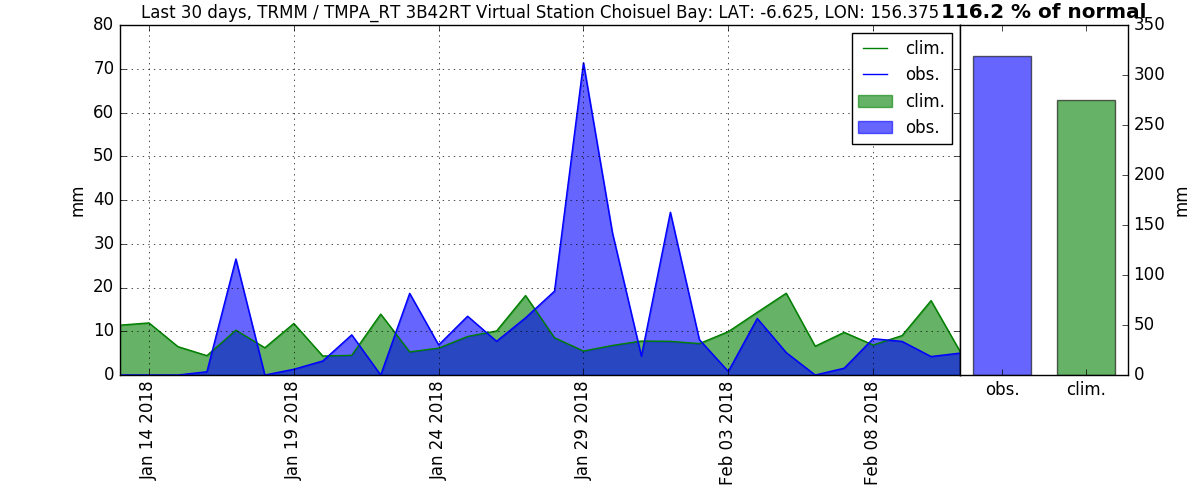 Last 30 days, TRMM / TMPA_RT 3B42RT Virtual Station Choisuel Bay: LAT: -6.625, LON: 156.375
116.2 % of normal
80
70
60
50
40
30
20
10
0
mm
clim.
obs.
clim.
obs.
Jan 14 2018
Jan 19 2018
Jan 24 2018
Jan 29 2018
Feb 03 2018
Feb 08 2018
350
300
250
200
150
100
50
0
mm
obs.
clim.